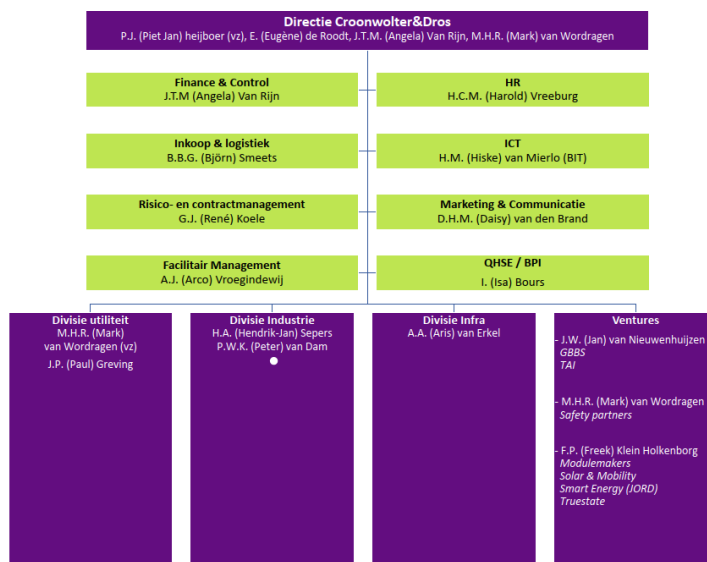 Directie Croonwolter&Dros
P.J. (Piet Jan) heijboer (vz), E. (Eugène) de Roodt, J.T.M. (Angela) Van Rijn, M.H.R. (Mark) van Wordragen
Finance & Control
J.T.M (Angela) Van Rijn
HR
H.C.M. (Harold) Vreeburg
Inkoop & logistiek
B.B.G. (Björn) Smeets
ICT
H.M. (Hiske) van Mierlo (BIT)
Risico- en contractmanagement
G.J. (René) Koele
Marketing & Communicatie
D.H.M. (Daisy) van den Brand
Facilitair Management
A.J. (Arco) Vroegindewij
QHSE / BPI
I. (Isa) Bours
Divisie utiliteit
M.H.R. (Mark)
van Wordragen (vz)
J.P. (Paul) Greving
Divisie Industrie
H.A. (Hendrik-Jan) Sepers
P.W.K. (Peter) van Dam
Divisie Infra
A.A. (Aris) van Erkel
Ventures
- J.W. (Jan) van Nieuwenhuijzen
GBBS
TAI
- M.H.R. (Mark) van Wordragen
Safety partners
- F.P. (Freek) Klein Holkenborg
Modulemakers
Solar & Mobility
Smart Energy (JORD)
Truestate